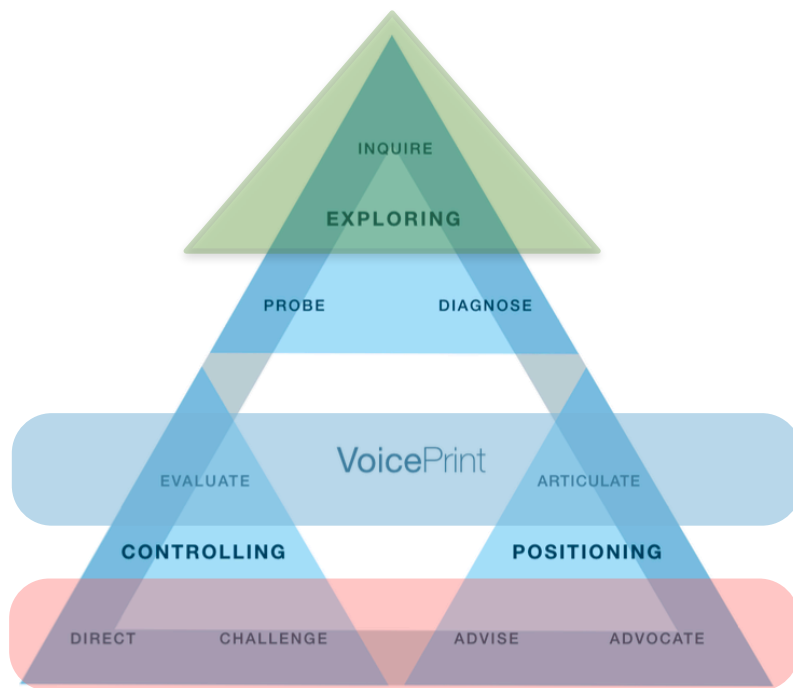 INQUIRE
EXPLORING
PROBE DIAGNOSE
VoicePrint
EVALUATE ARTICULATE
CONTROLLING POSITIONING
DIRECT CHALLENGE ADVISE ADVOCATE